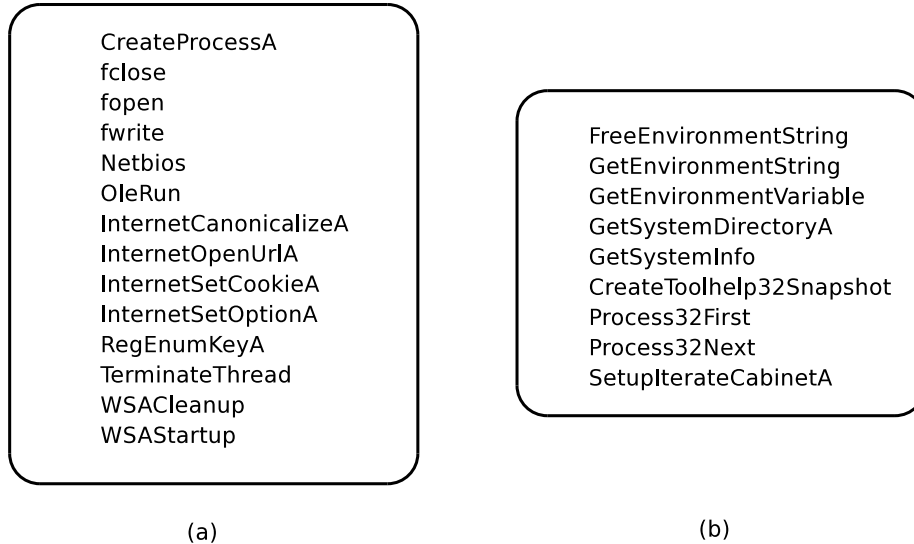 CreateProcessA
fclose
fopen
fwrite
Netbios
OleRun
InternetCanonicalizeA
InternetOpenUrlA
InternetSetCookieA
InternetSetOptionA
RegEnumKeyA
TerminateThread
WSACleanup
WSAStartup
(a)
FreeEnvironmentString
GetEnvironmentString
GetEnvironmentVariable
GetSystemDirectoryA
GetSystemInfo
CreateToolhelp32Snapshot
Process32First
Process32Next
SetupIterateCabinetA
(b)